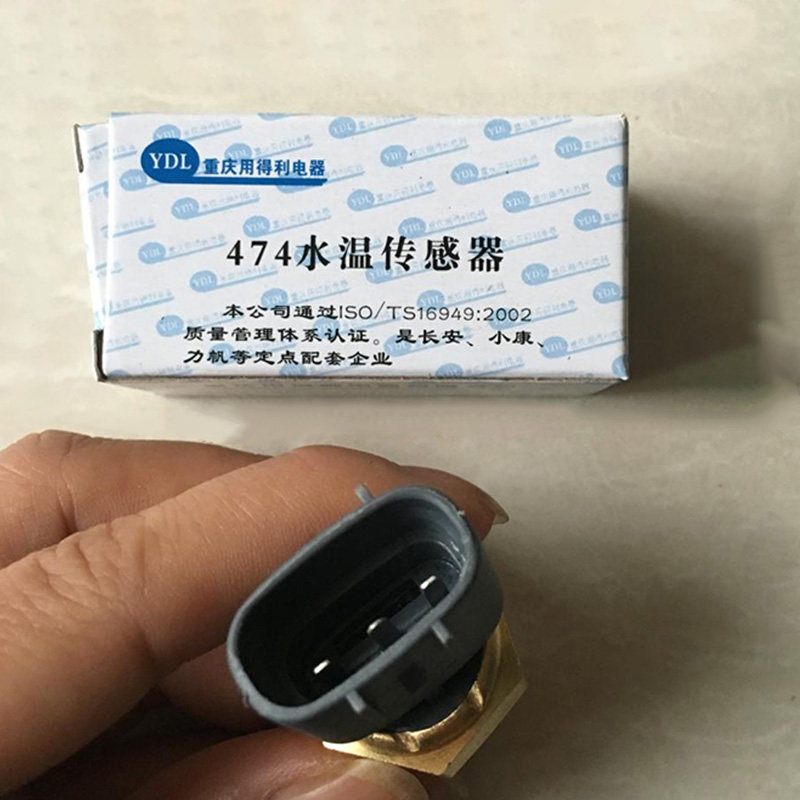 YDL 重庆用得利电器
474水温传感器
本公司通过ISO/TS16949:2002
质量管理体系认证。是长安、小康、
力帆等定点配套企业